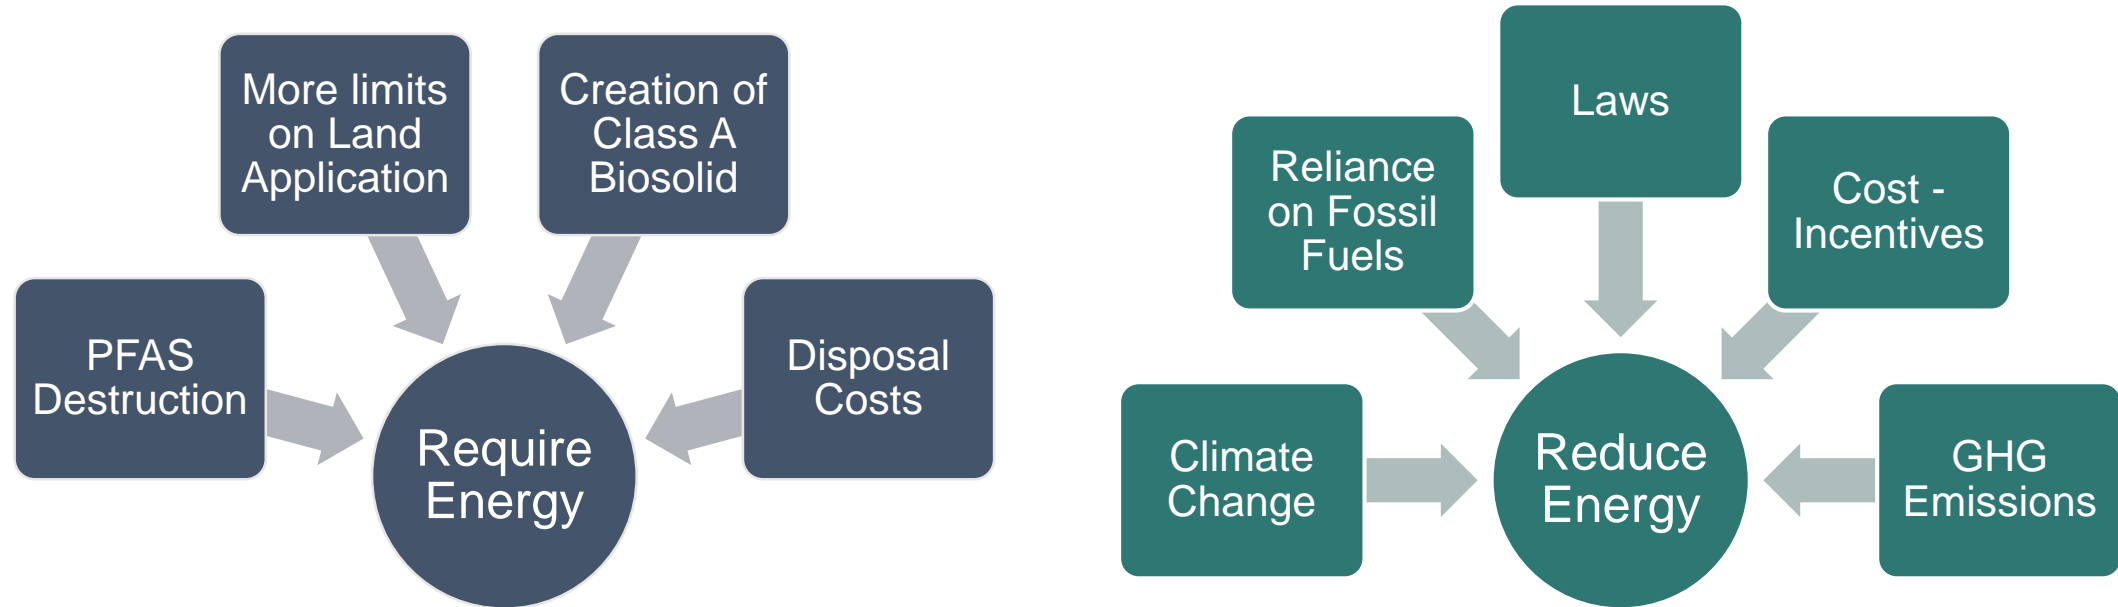 More limits
on Land
Application
Creation of
Class A
Biosolid
PFAS
Destruction
Disposal
Costs
Require
Energy
Laws
Reliance
on Fossil
Fuels
Cost -
Incentives
Climate
Change
Reduce
Energy
GHG
Emissions